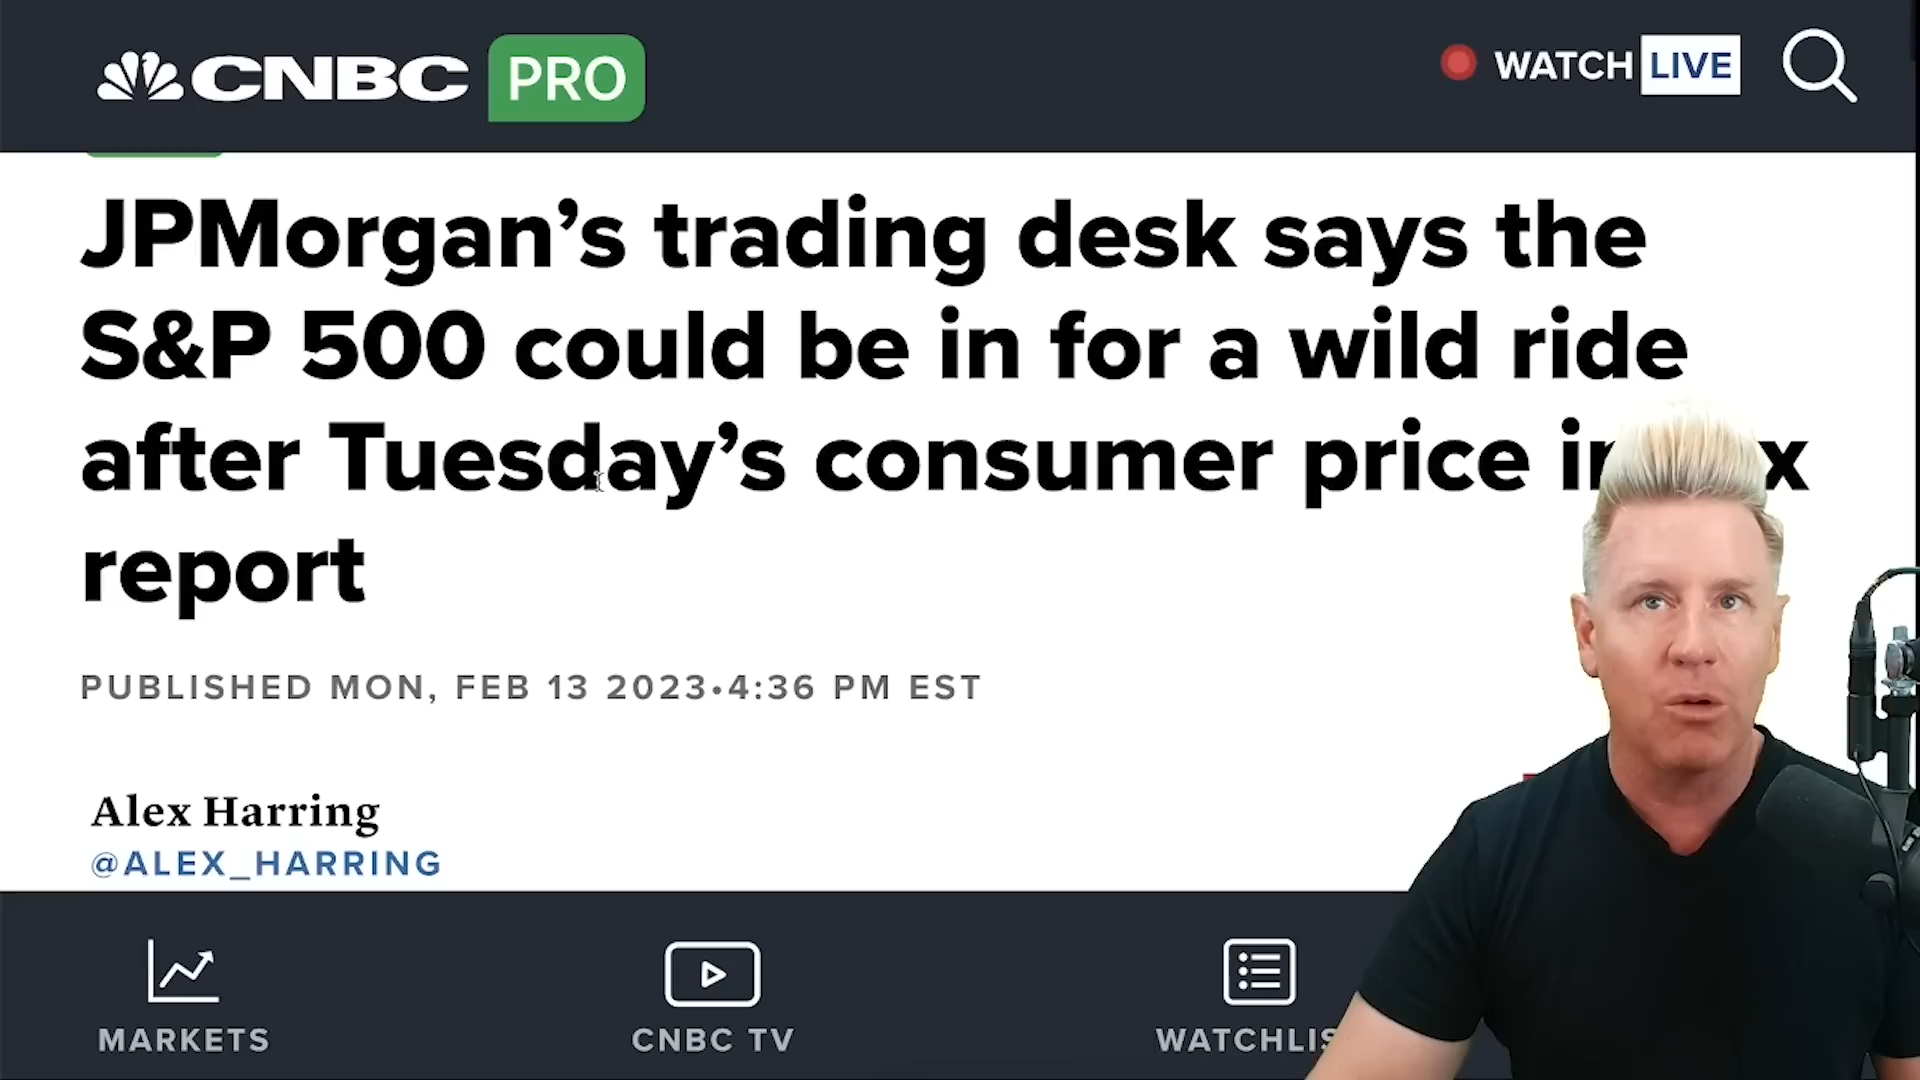 CNBC PRO WATCH LIVE
JPMorgan’s trading desk says the
S&P 500 could be in for a wild ride
after Tuesday’s consumer price
report
PUBLISHED MON, FEB 13 2023•4:36 PM EST
Alex Harring
@ALEX_HARRING
MARKETS CNBC TV